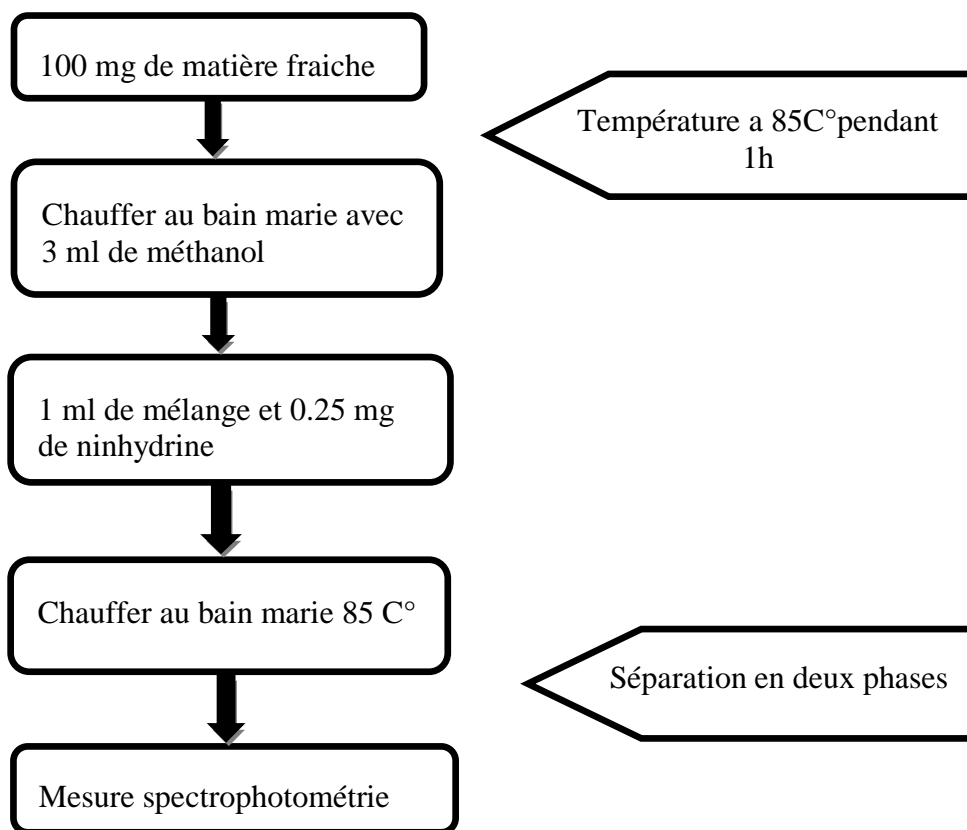 100 mg de matière fraiche
Température a 85C°pendant
1h
Chauffer au bain marie avec
3 ml de méthanol
1 ml de mélange et 0.25 mg
de ninhydrine
Chauffer au bain marie 85 C°
Séparation en deux phases
Mesure spectrophotométrie